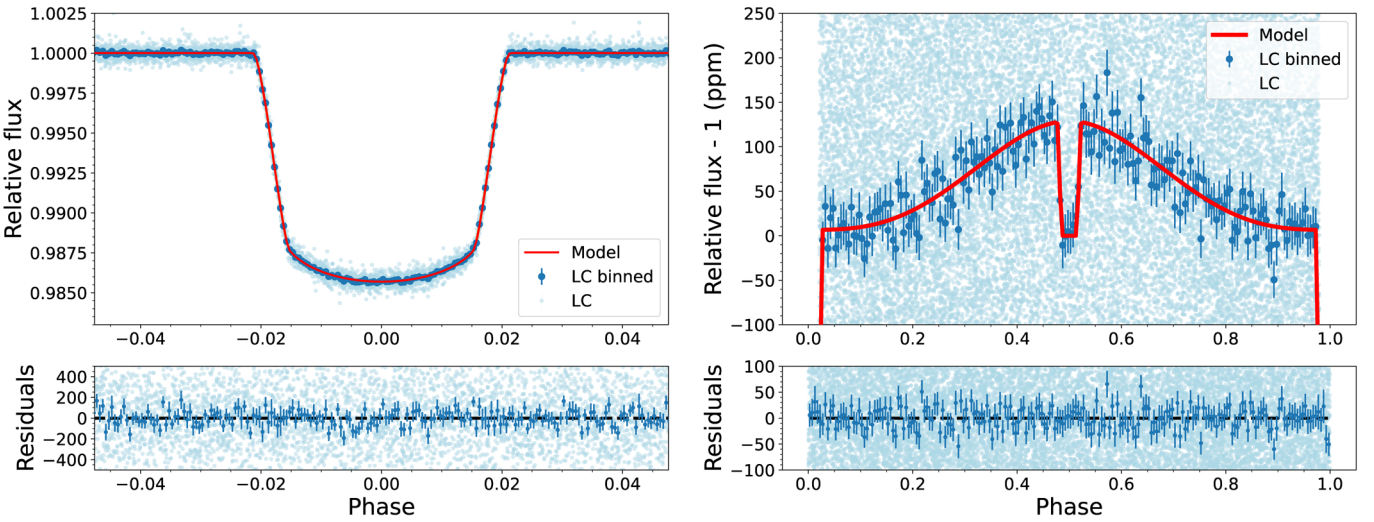 1.0025
1.0000
0.9975
0.9950
0.9925
0.9900
0.9875
0.9850
Relative flux
Model
LC binned
LC
−0.04 −0.02 0.00 0.02 0.04
400
200
0
−200
−400
Residuals
−0.04 −0.02 0.00 0.02 0.04
Phase
250
200
150
100
50
0
−50
−100
Relative flux - 1 (ppm)
Model
LC binned
LC
0.0 0.2 0.4 0.6 0.8 1.0
100
50
0
−50
−100
Residuals
0.0 0.2 0.4 0.6 0.8 1.0
Phase